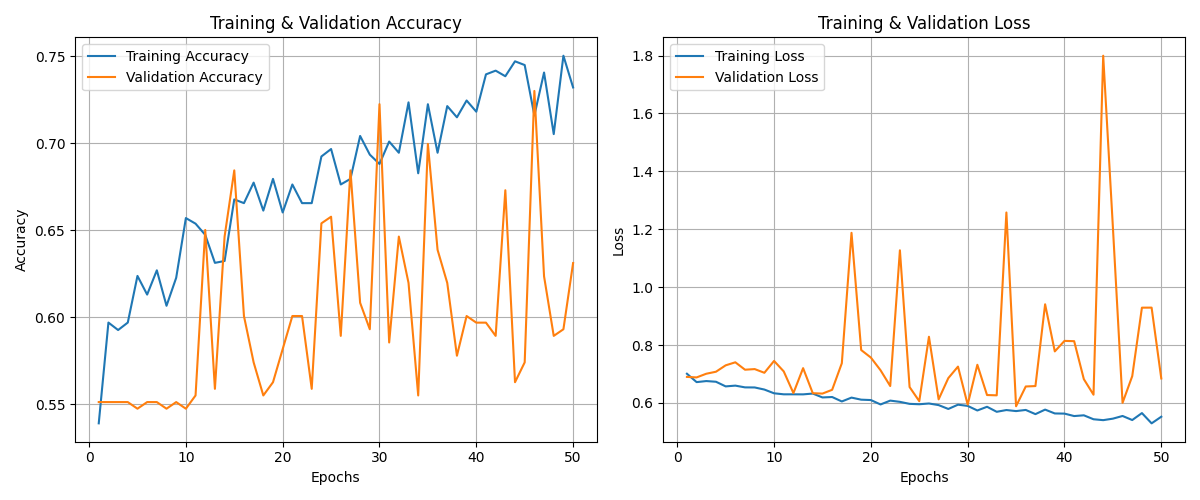 Training & Validation Accuracy
Training Accuracy
Validation Accuracy
Accuracy
0.75
0.70
0.65
0.60
0.55
0 10 20 30 40 50
Epochs
Training & Validation Loss
Training Loss
Validation Loss
Loss
1.8
1.6
1.4
1.2
1.0
0.8
0.6
0 10 20 30 40 50
Epochs